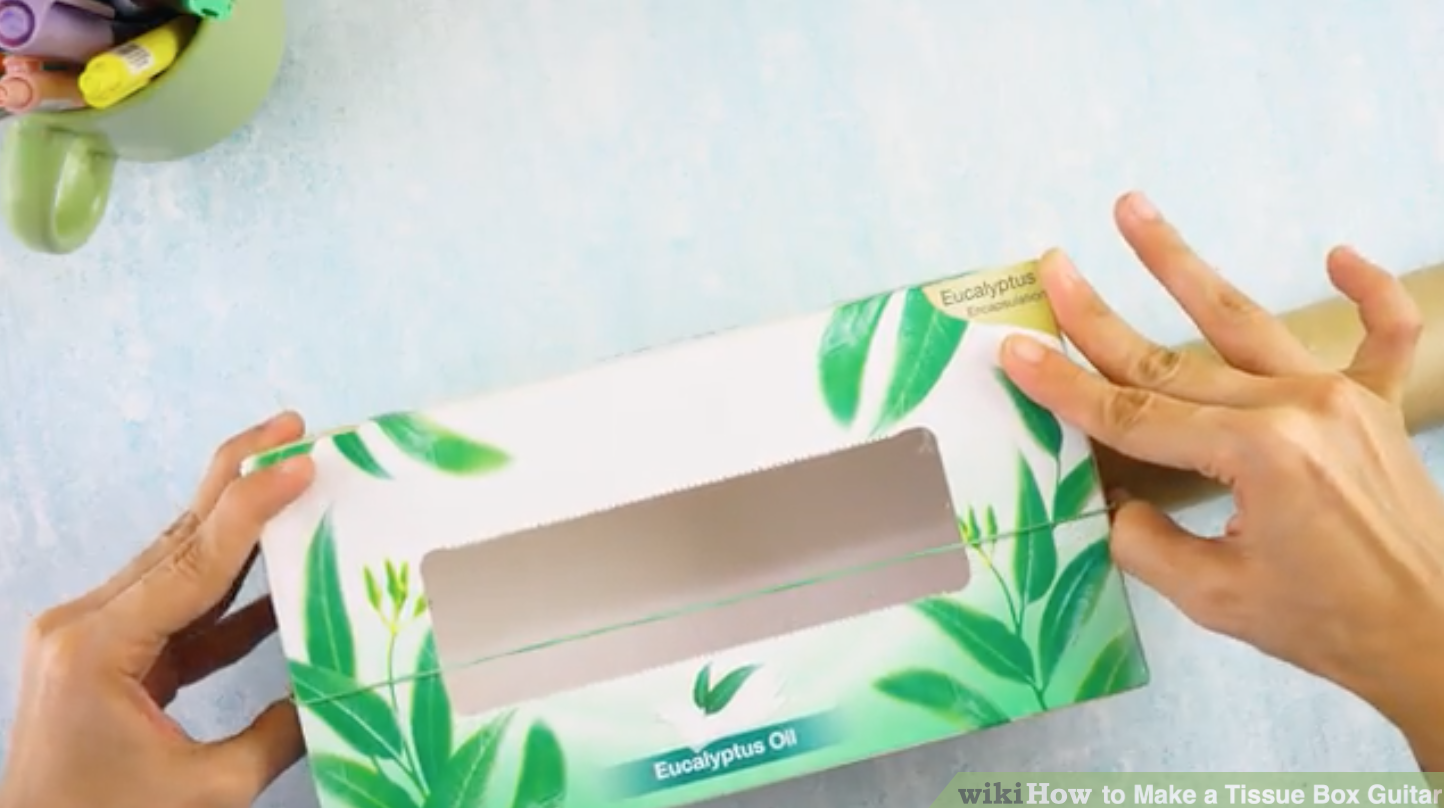 Eucalyptus
Encapsulation
Eucalyptus Oil
wikiHow to Make a Tissue Box Guitar